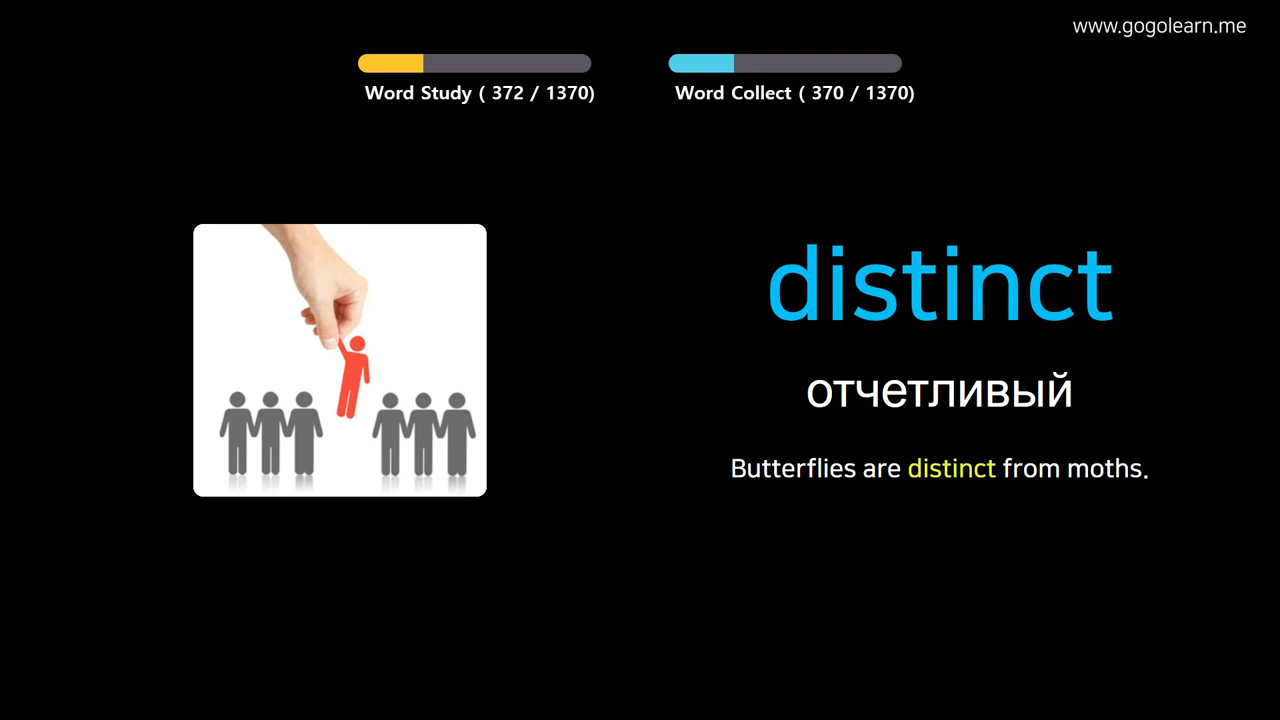 www.gogolearn.me
Word Study ( 372 / 1370)
Word Collect ( 370 / 1370)
distinct
отчетливый
Butterflies are distinct from moths.